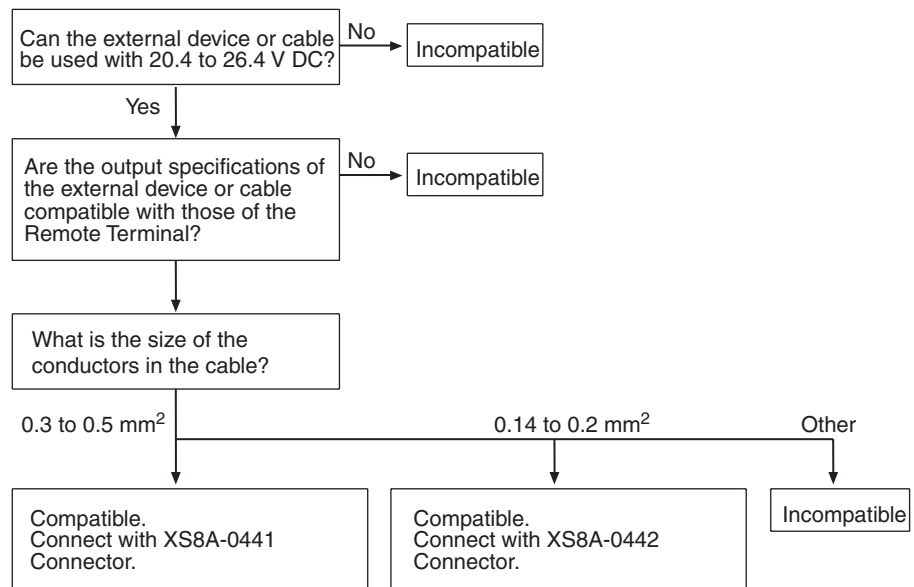 Can the external device or cable
be used with 20.4 to 26.4 V DC?
No
Incompatible
Yes
Are the output specifications of
the external device or cable
compatible with those of the
Remote Terminal?
No
Incompatible
What is the size of the
conductors in the cable?
0.3 to 0.5 mm²
0.14 to 0.2 mm²
Other
Compatible.
Connect with XS8A-0441
Connector.
Compatible.
Connect with XS8A-0442
Connector.
Incompatible